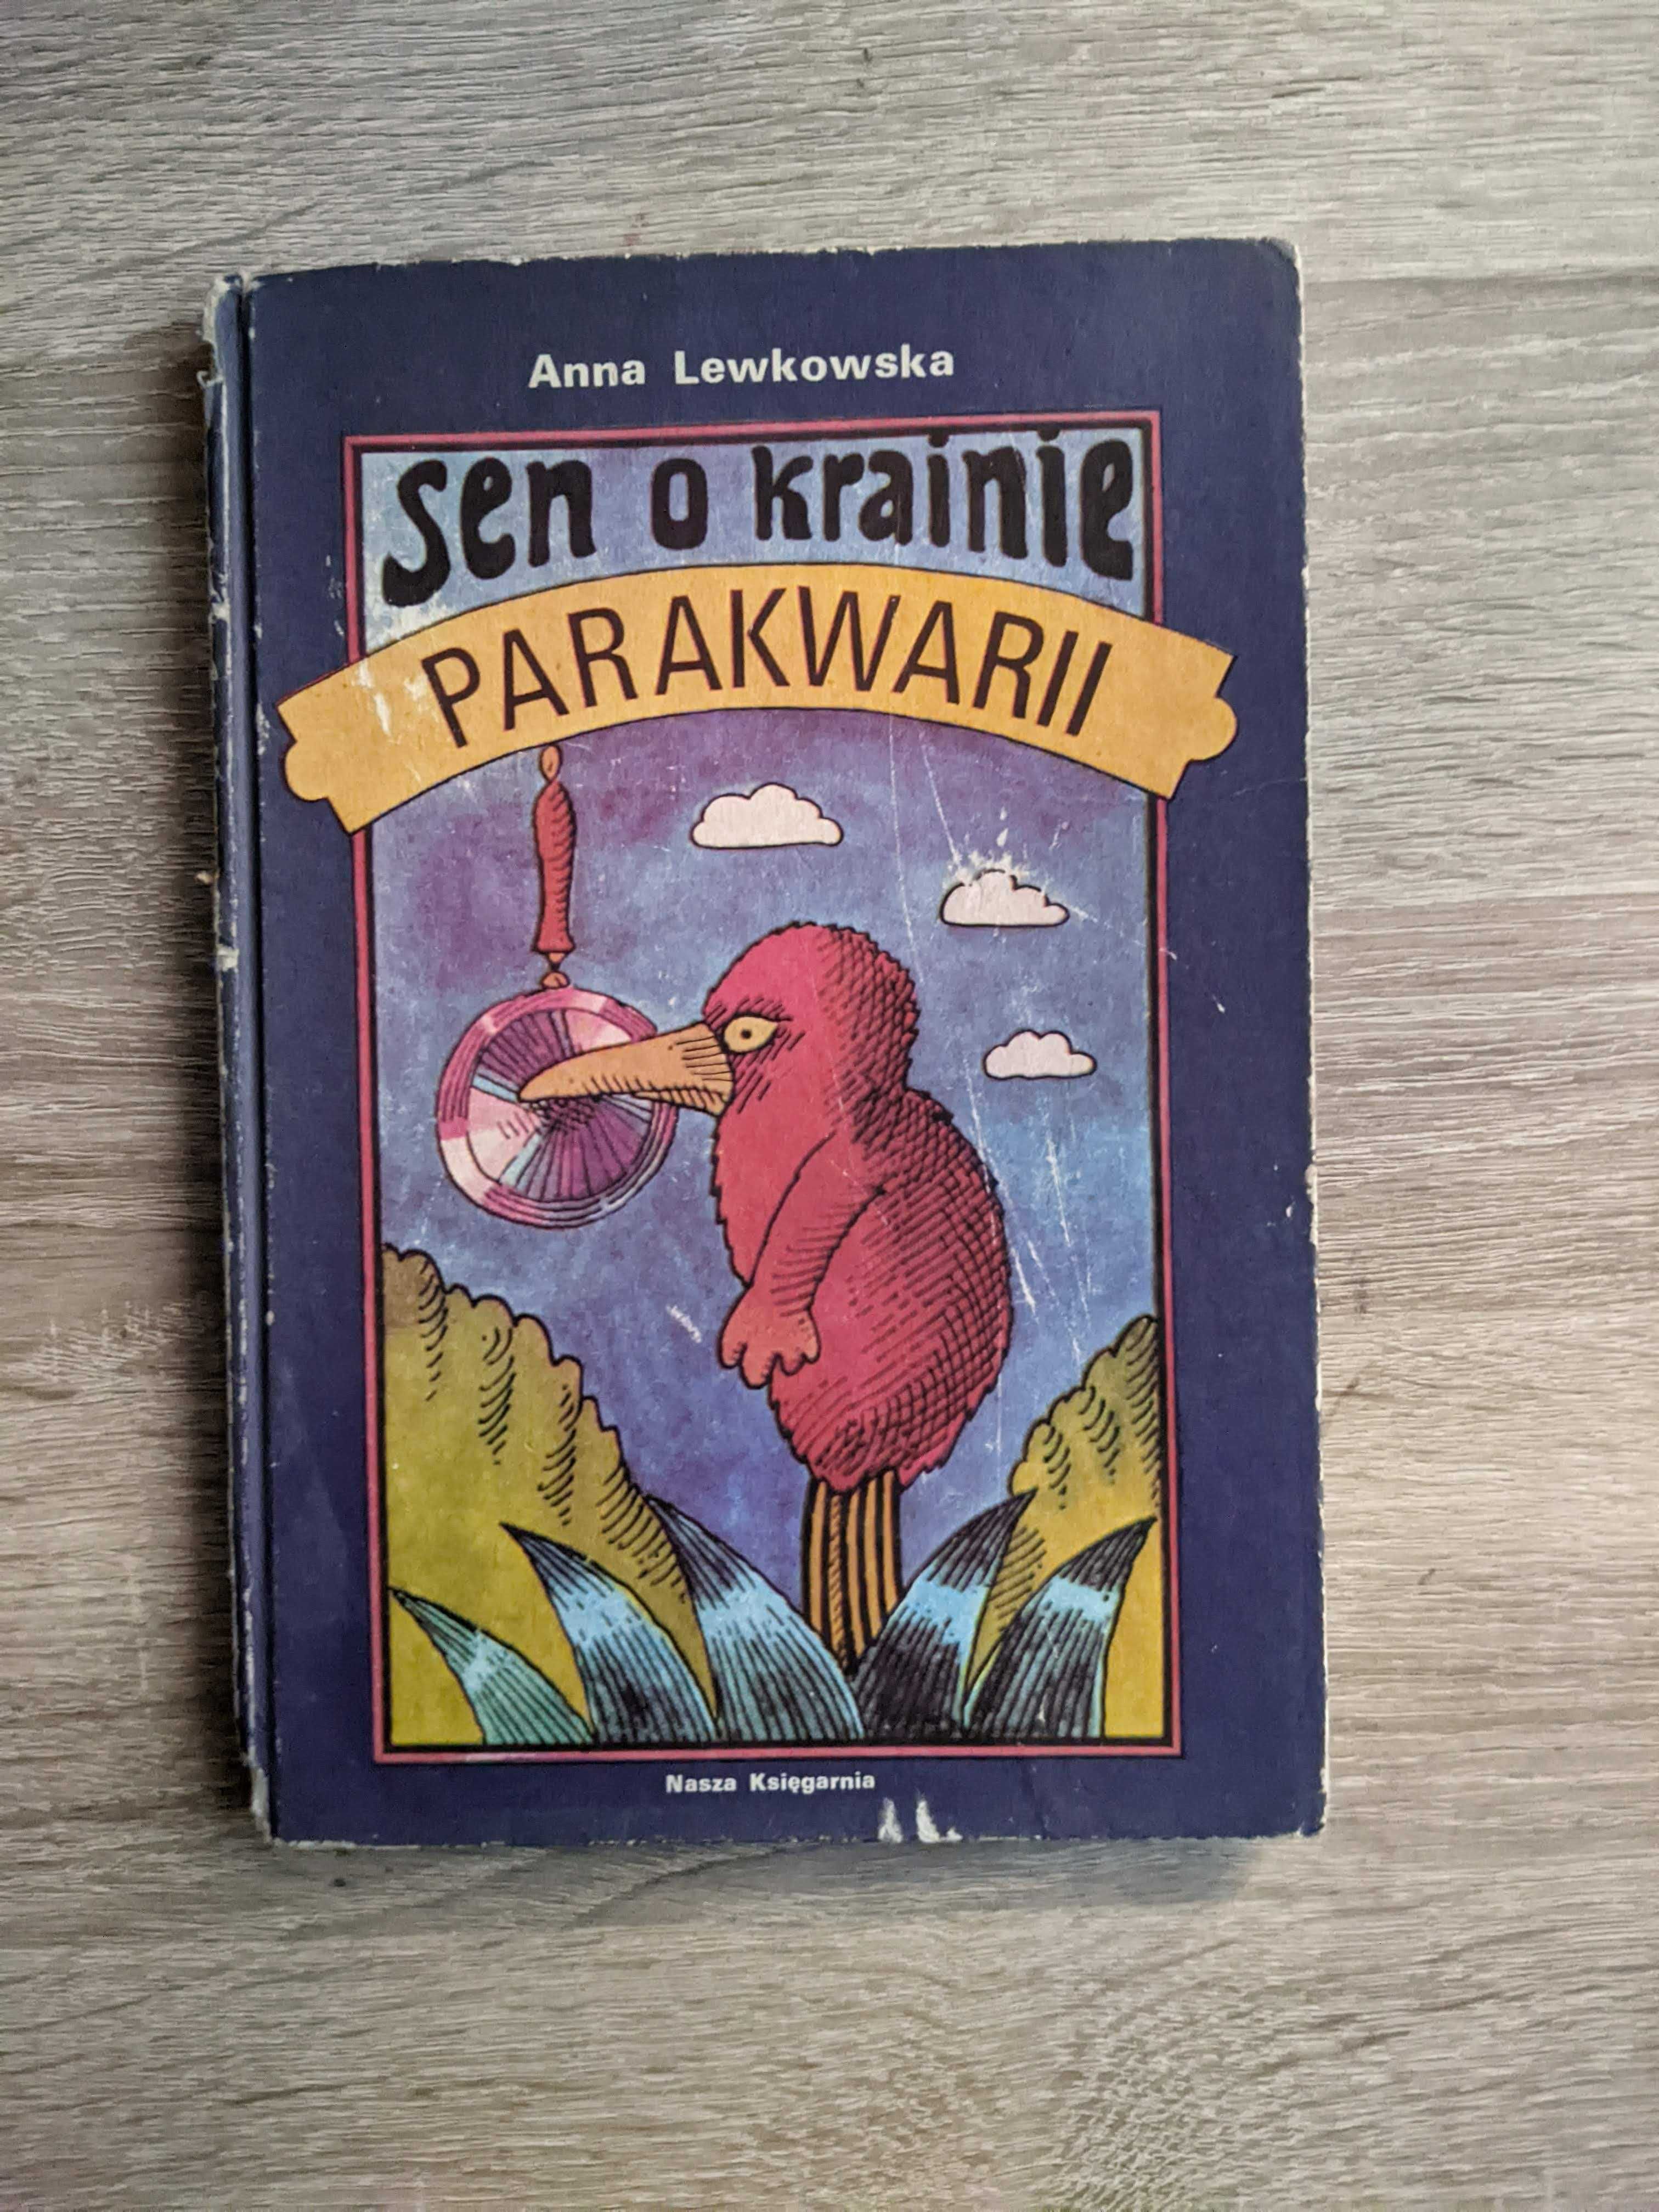 Anna Lewkowska
sen o krainie
PARAKWARII
Nasza Księgarnia